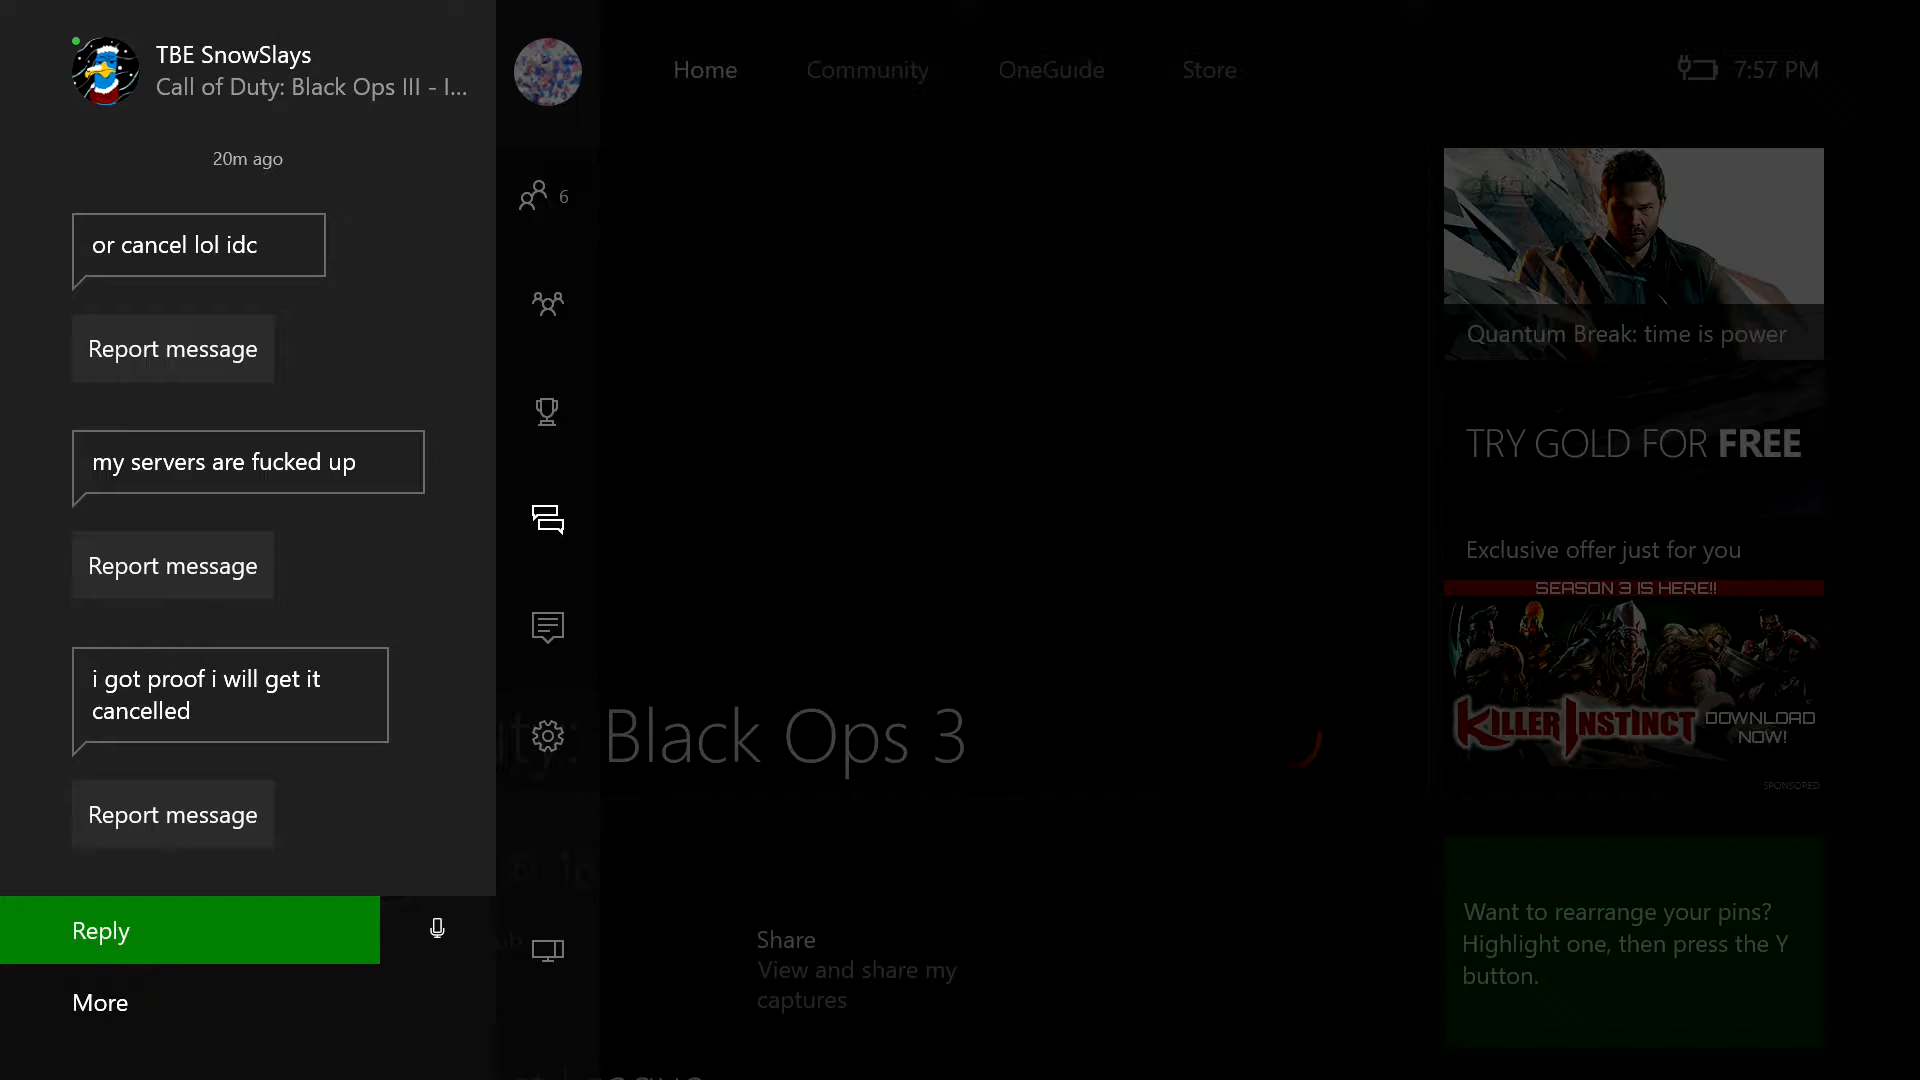 TBE SnowSlays
Call of Duty: Black Ops III - I...
20m ago
or cancel lol idc
Report message
my servers are fucked up
Report message
i got proof i will get it
cancelled
Report message
Reply
More
6
Home
Community
OneGuide
Store
7:57 PM
Black Ops 3
Share
View and share my
captures
Quantum Break: time is power
TRY GOLD FOR FREE
Exclusive offer just for you
SEASON 3 IS HERE!!
KILLER INSTINCT
DOWNLOAD
NOW!
SPONSORED
Want to rearrange your pins?
Highlight one, then press the Y
button.